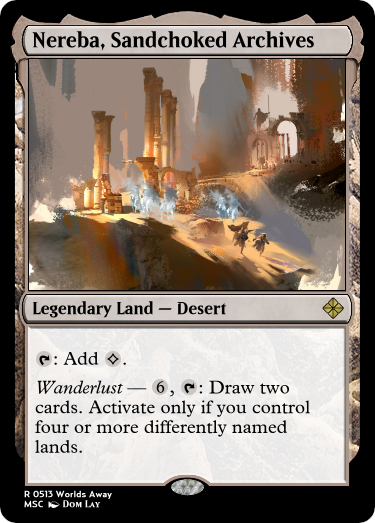 Nereba, Sandchoked Archives
Legendary Land — Desert
: Add .
Wanderlust — 6, : Draw two
cards. Activate only if you control
four or more differently named
lands.
R 0513 Worlds Away
MSC Dom Lay